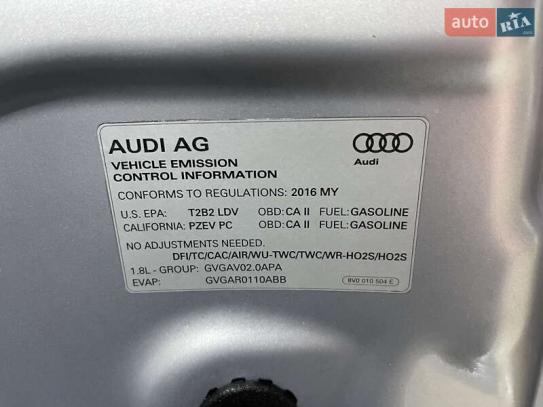 auto RIA
AUDI AG
Audi
VEHICLE EMISSION
CONTROL INFORMATION
CONFORMS TO REGULATIONS: 2016 MY
U.S. EPA: T2B2 LDV OBD: CA II FUEL: GASOLINE
CALIFORNIA: PZEV PC OBD: CA II FUEL: GASOLINE
NO ADJUSTMENTS NEEDED.
DFI/TC/CAC/AIR/WU-TWC/TWC/WR-HO2S/HO2S
1.8L - GROUP: GVGAV02.0APA
EVAP: GVGAR0110ABB
8V0 010 504 E